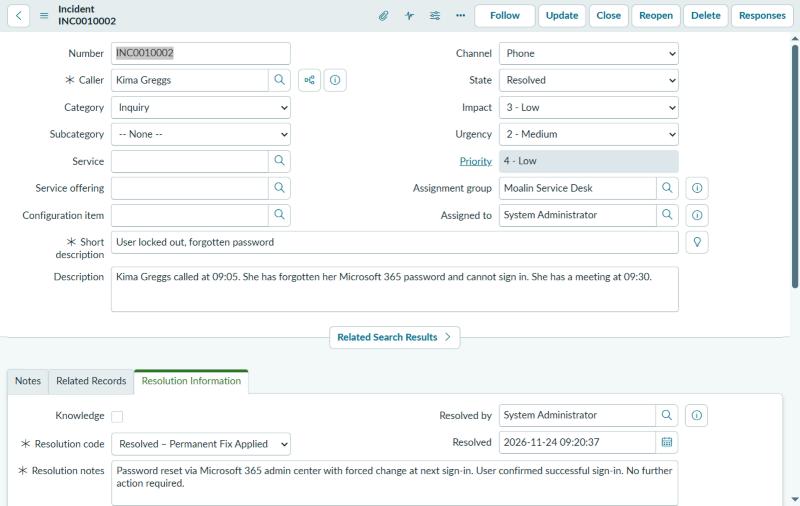 Incident
INC0010002
Follow
Update
Close
Reopen
Delete
Responses
Number INC0010002
Channel Phone
Caller Kima Greggs
State Resolved
Category Inquiry
Impact 3 - Low
Subcategory -- None --
Urgency 2 - Medium
Service
Priority 4 - Low
Service offering
Assignment group Moalin Service Desk
Configuration item
Assigned to System Administrator
Short description User locked out, forgotten password
Description Kima Greggs called at 09:05. She has forgotten her Microsoft 365 password and cannot sign in. She has a meeting at 09:30.
Related Search Results
Notes
Related Records
Resolution Information
Knowledge
Resolved by System Administrator
Resolution code Resolved – Permanent Fix Applied
Resolved 2026-11-24 09:20:37
Resolution notes Password reset via Microsoft 365 admin center with forced change at next sign-in. User confirmed successful sign-in. No further
action required.